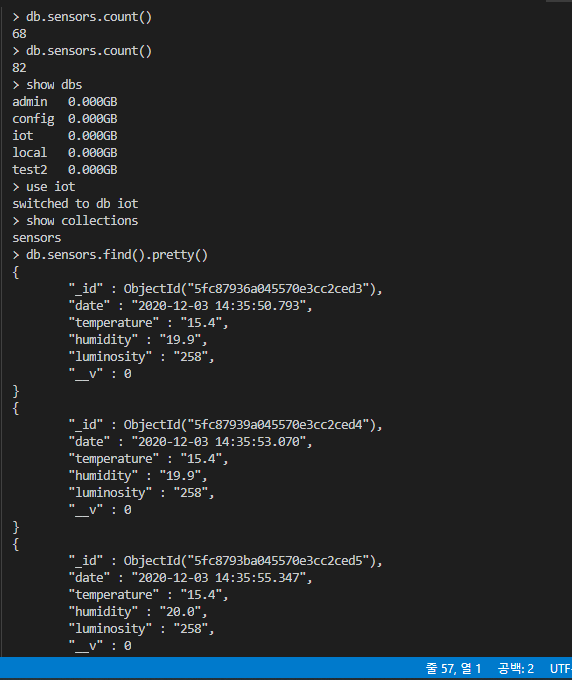 > db.sensors.count()
68
> db.sensors.count()
82
> show dbs
admin   0.000GB
config  0.000GB
iot     0.000GB
local   0.000GB
test2   0.000GB
> use iot
switched to db iot
> show collections
sensors
> db.sensors.find().pretty()
{
        "_id" : ObjectId("5fc87936a045570e3cc2ced3"),
        "date" : "2020-12-03 14:35:50.793",
        "temperature" : "15.4",
        "humidity" : "19.9",
        "luminosity" : "258",
        "__v" : 0
}
{
        "_id" : ObjectId("5fc87939a045570e3cc2ced4"),
        "date" : "2020-12-03 14:35:53.070",
        "temperature" : "15.4",
        "humidity" : "19.9",
        "luminosity" : "258",
        "__v" : 0
}
{
        "_id" : ObjectId("5fc8793ba045570e3cc2ced5"),
        "date" : "2020-12-03 14:35:55.347",
        "temperature" : "15.4",
        "humidity" : "20.0",
        "luminosity" : "258",
        "__v" : 0
줄 57, 열 1 공백: 2 UTF-